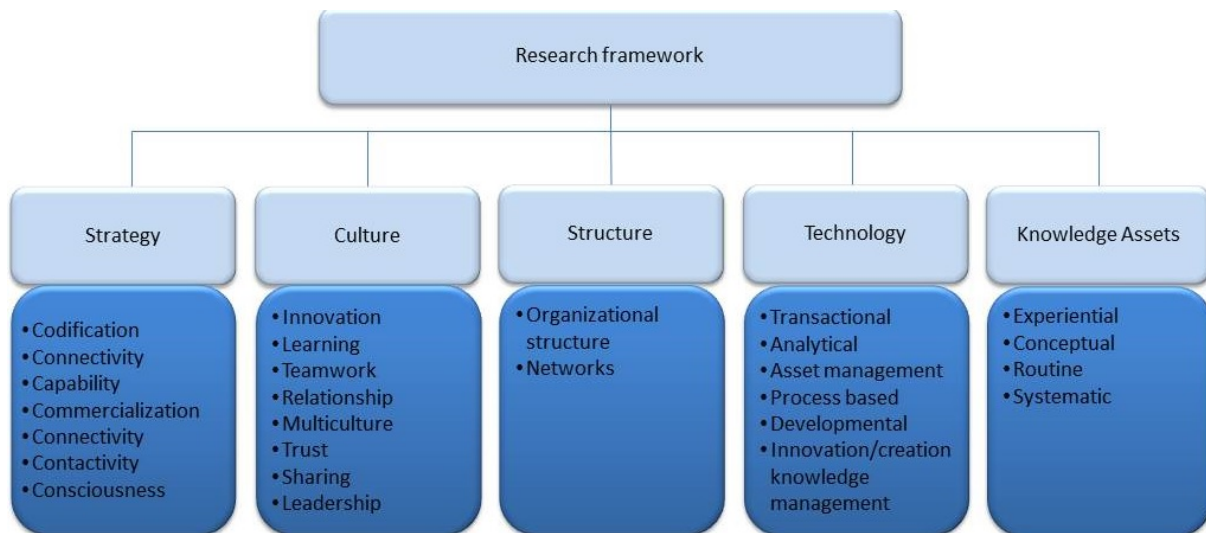 Research framework
Strategy
Culture
Structure
Technology
Knowledge Assets
•Codification
•Connectivity
•Capability
•Commercialization
•Connectivity
•Contactivity
•Consciousness
•Innovation
•Learning
•Teamwork
•Relationship
•Multiculture
•Trust
•Sharing
•Leadership
•Organizational
structure
•Networks
•Transactional
•Analytical
•Asset management
•Process based
•Developmental
•Innovation/creation
knowledge
management
•Experiential
•Conceptual
•Routine
•Systematic